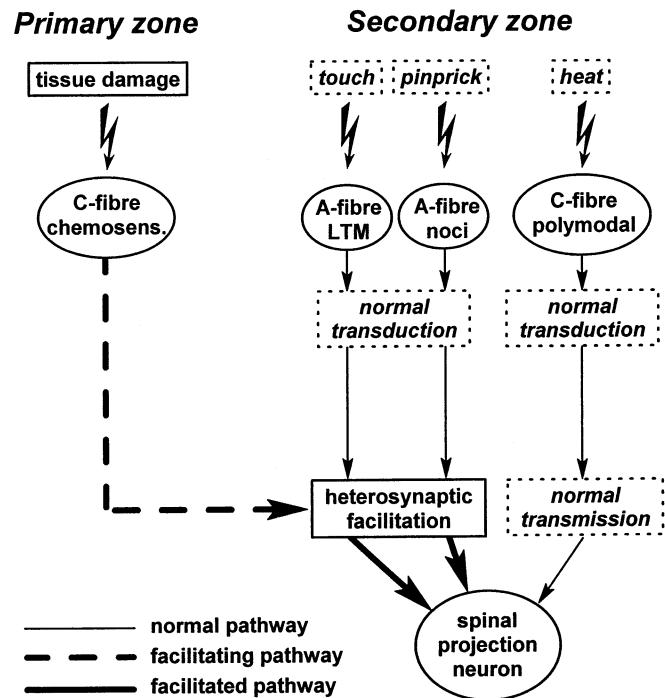 Primary zone
Secondary zone
tissue damage
touch
pinprick
heat
C-fibre
chemosens.
A-fibre
LTM
A-fibre
noci
C-fibre
polymodal
normal
transduction
normal
transduction
heterosynaptic
facilitation
normal
transmission
spinal
projection
neuron
normal pathway
facilitating pathway
facilitated pathway